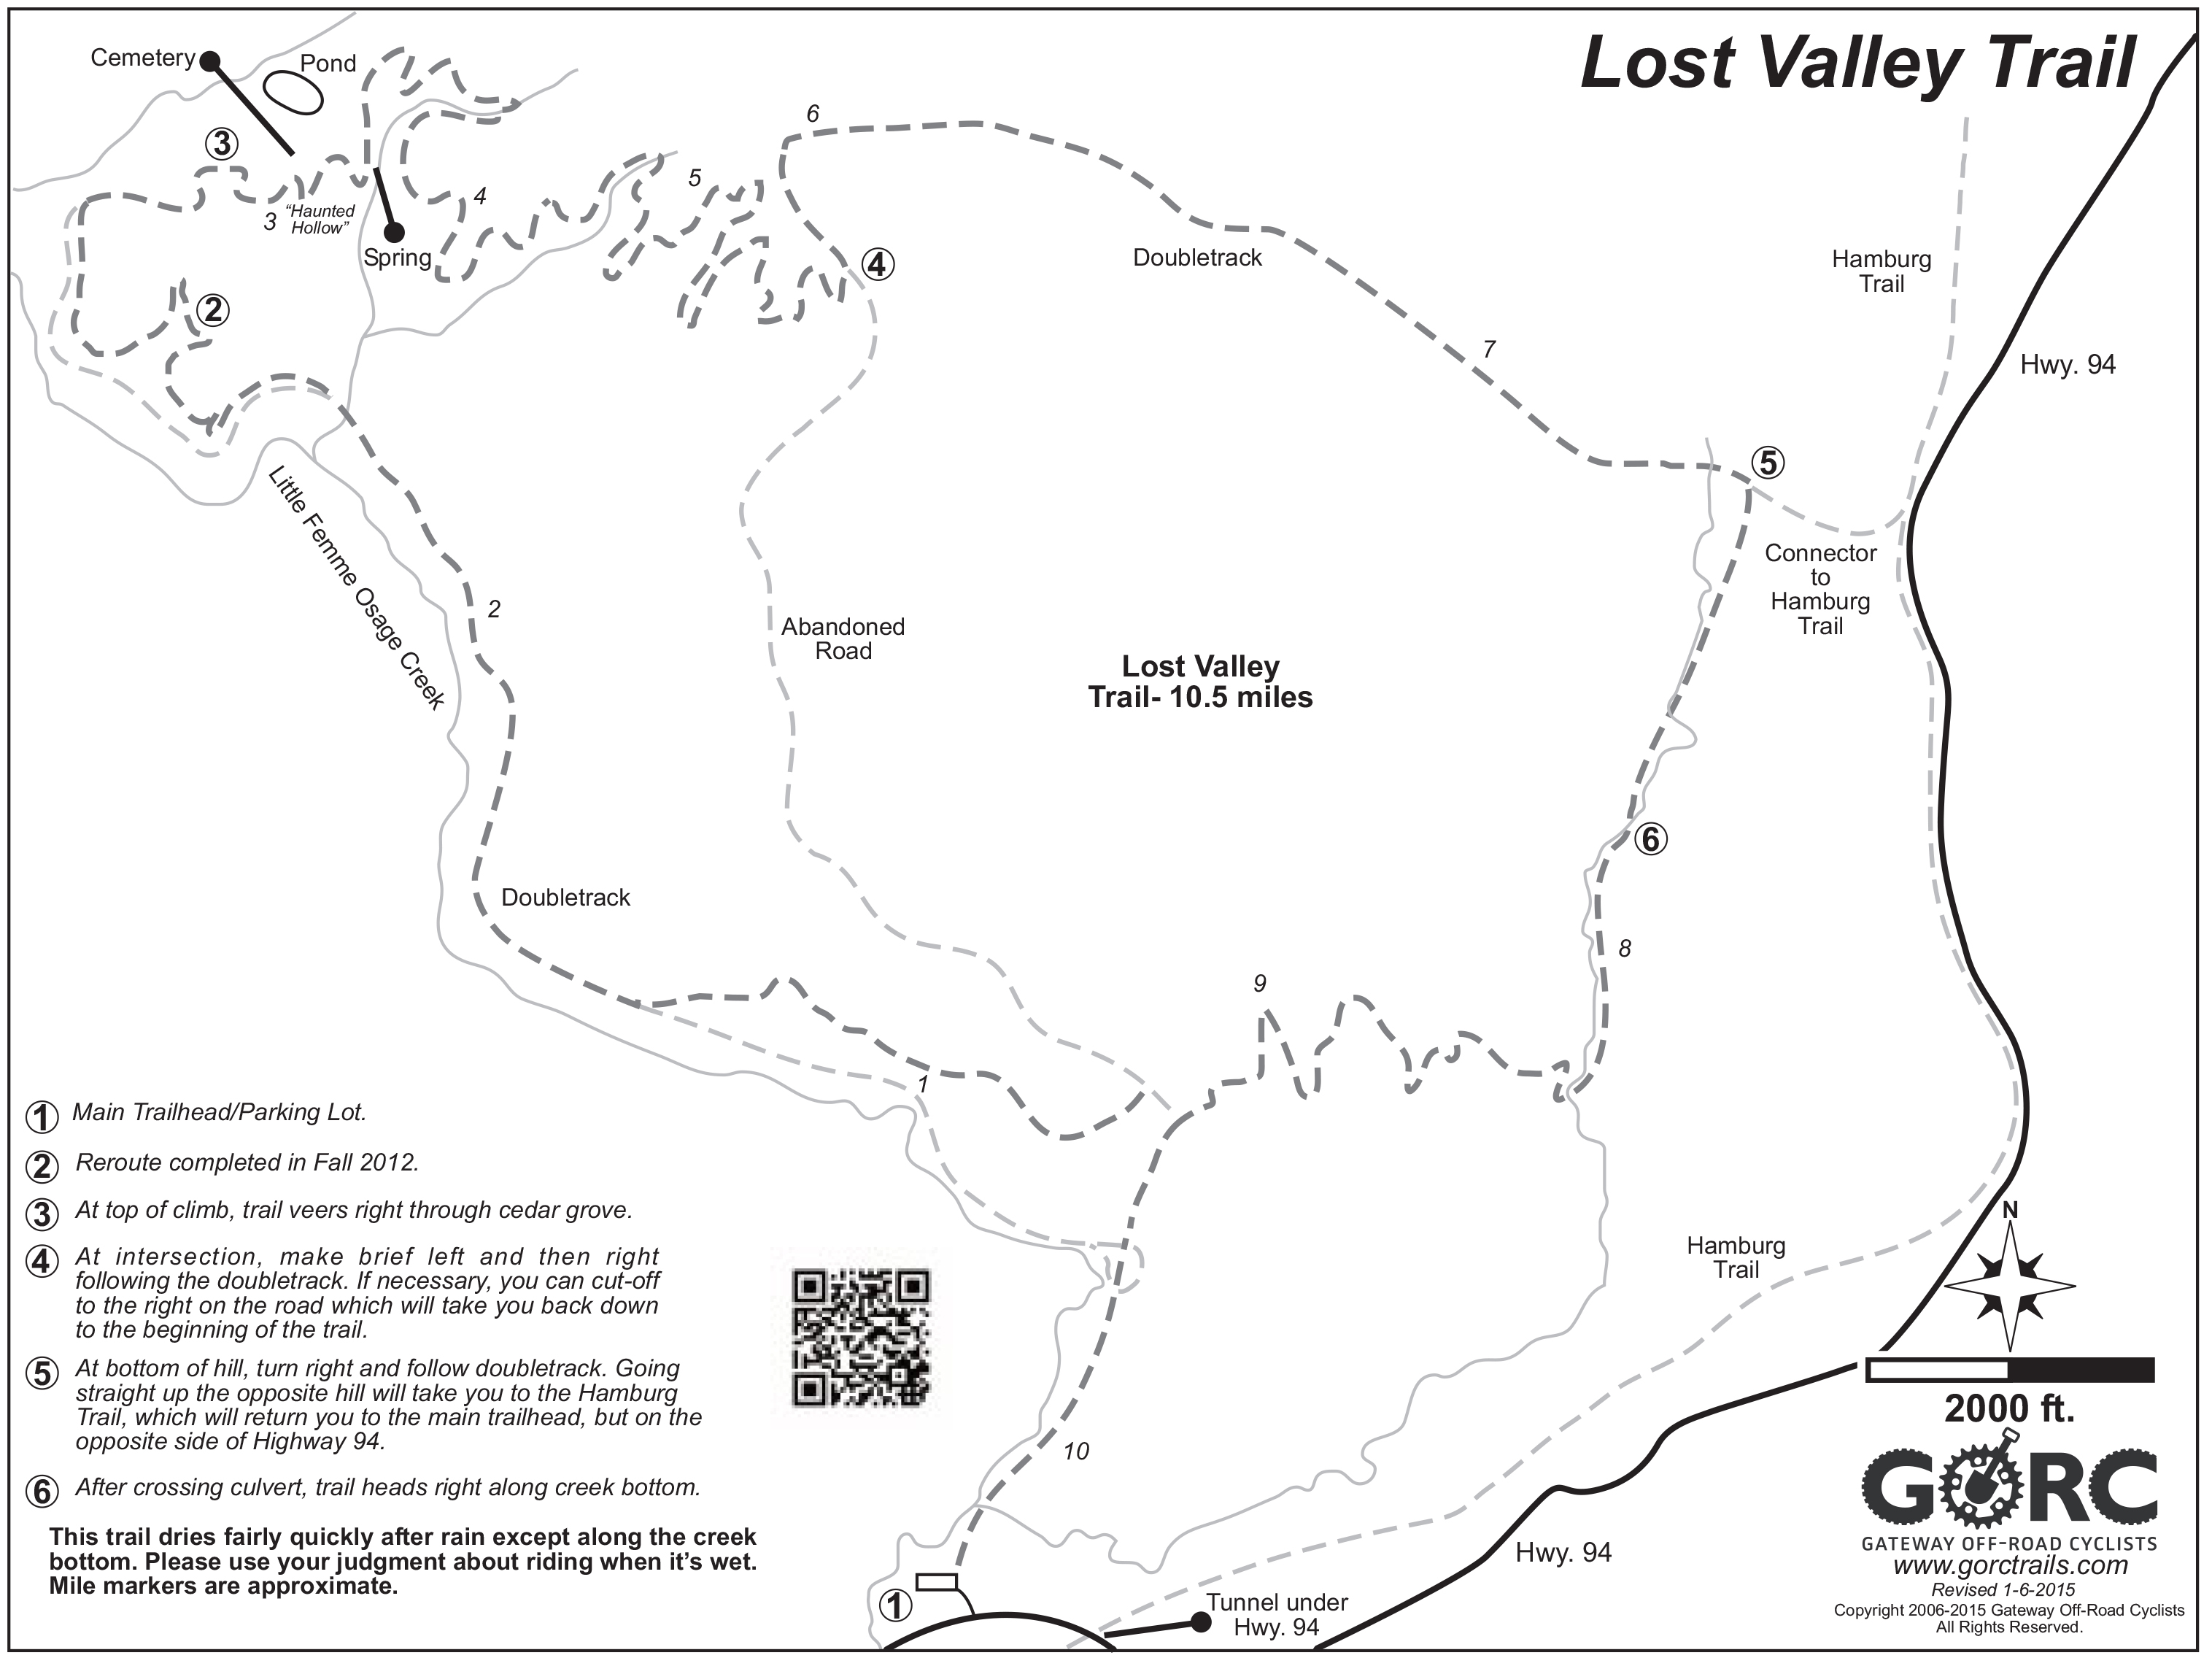 Lost Valley Trail
Cemetery
Pond
3
3
"Haunted
Hollow"
Spring
4
5
6
4
2
Doubletrack
7
Hamburg
Trail
Hwy. 94
5
Connector
to
Hamburg
Trail
Little Femme Osage Creek
2
Abandoned
Road
Lost Valley
Trail- 10.5 miles
6
Doubletrack
8
9
1
10
Hamburg
Trail
Hwy. 94
1
Tunnel under
Hwy. 94
1 Main Trailhead/Parking Lot.
2 Reroute completed in Fall 2012.
3 At top of climb, trail veers right through cedar grove.
4 At intersection, make brief left and then right
following the doubletrack. If necessary, you can cut-off
to the right on the road which will take you back down
to the beginning of the trail.
5 At bottom of hill, turn right and follow doubletrack. Going
straight up the opposite hill will take you to the Hamburg
Trail, which will return you to the main trailhead, but on the
opposite side of Highway 94.
6 After crossing culvert, trail heads right along creek bottom.
This trail dries fairly quickly after rain except along the creek
bottom. Please use your judgment about riding when it's wet.
Mile markers are approximate.
N
2000 ft.
GORC
GATEWAY OFF-ROAD CYCLISTS
www.gorctrails.com
Revised 1-6-2015
Copyright 2006-2015 Gateway Off-Road Cyclists
All Rights Reserved.